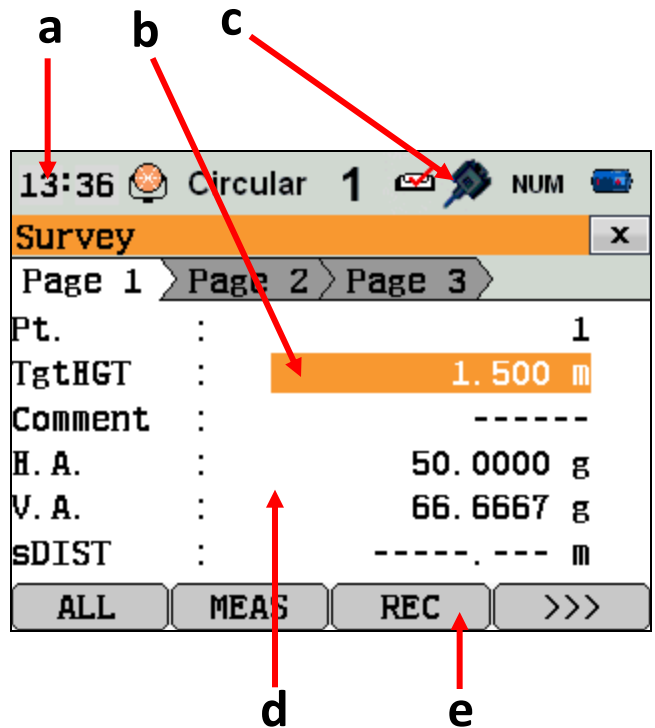 a b c
13:36 Circular 1 NUM
Survey x
Page 1 Page 2 Page 3
Pt. : 1
TgtHGT : 1.500 m
Comment : ------
H.A. : 50.0000 g
V.A. : 66.6667 g
sDIST : -----.--- m
ALL MEAS REC >>>
d e